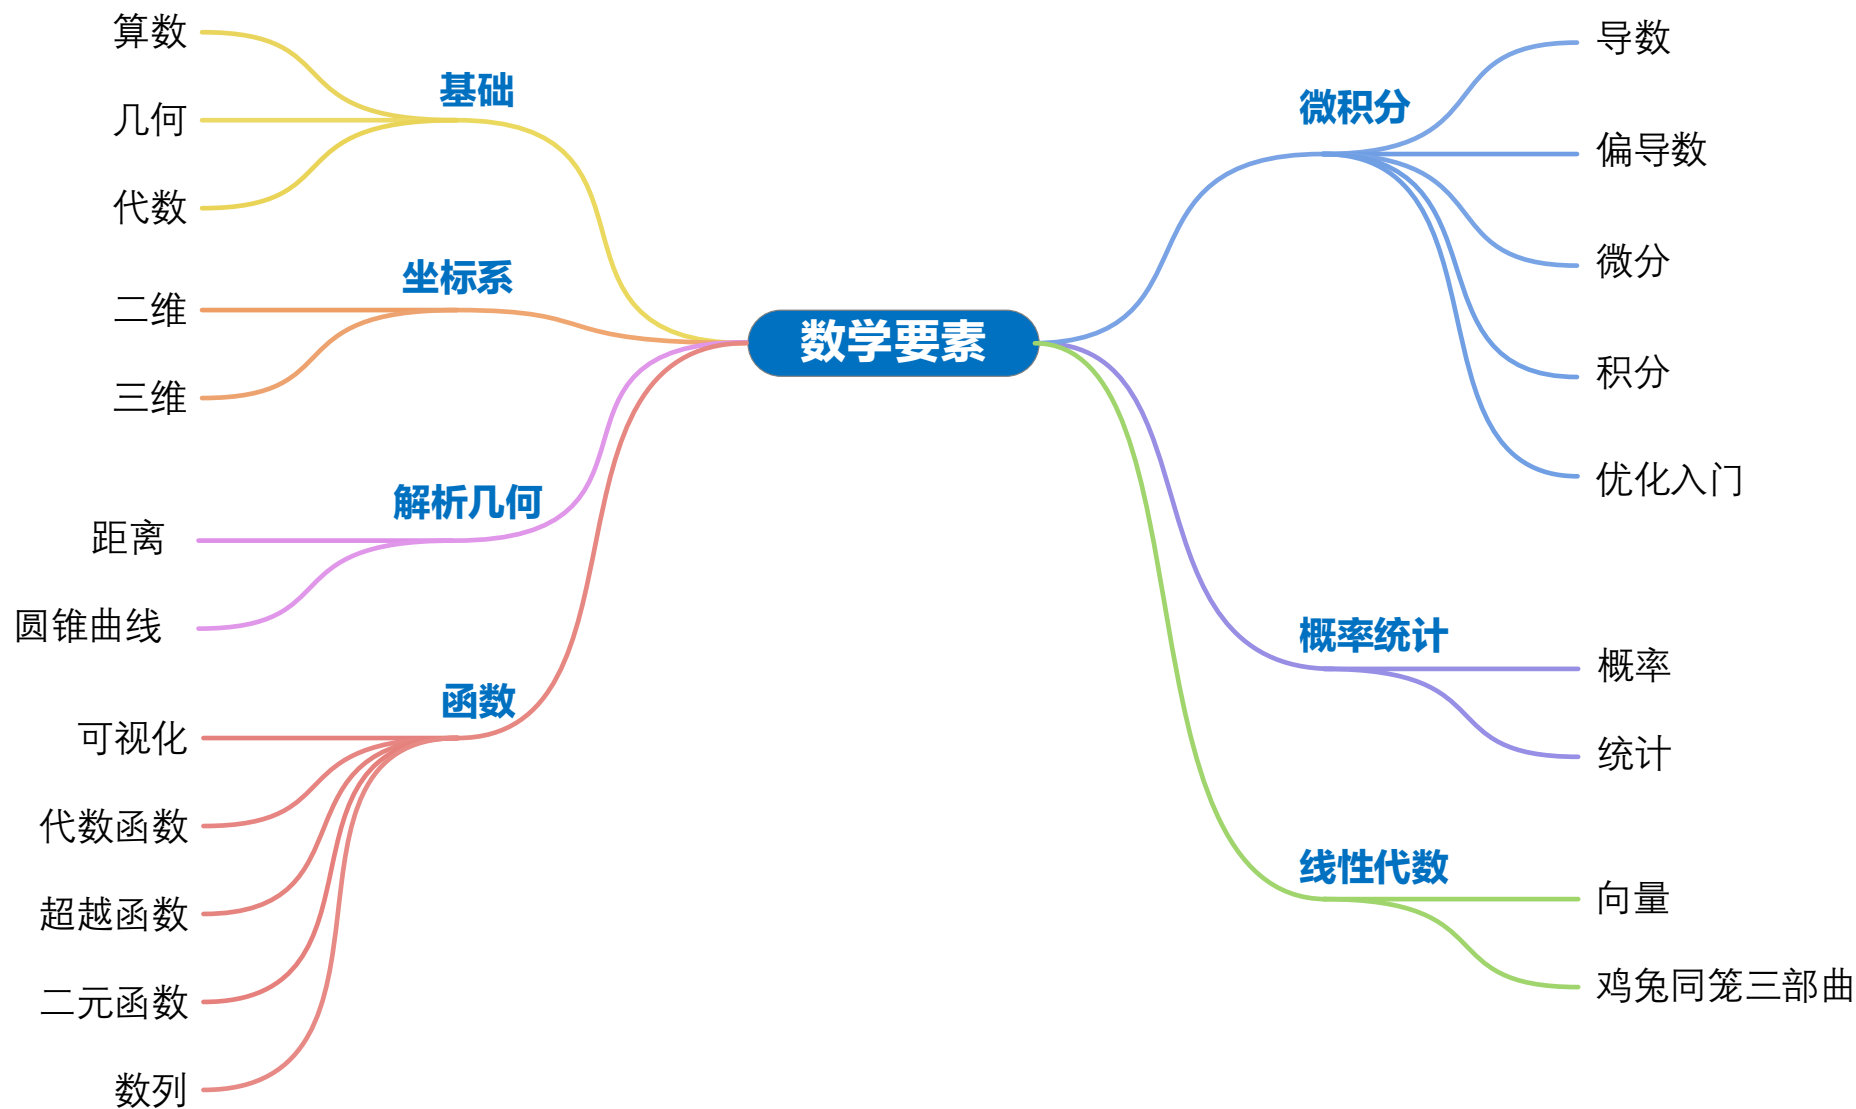 数学要素
基础
算数
几何
代数
坐标系
二维
三维
解析几何
距离
圆锥曲线
函数
可视化
代数函数
超越函数
二元函数
数列
微积分
导数
偏导数
微分
积分
优化入门
概率统计
概率
统计
线性代数
向量
鸡兔同笼三部曲